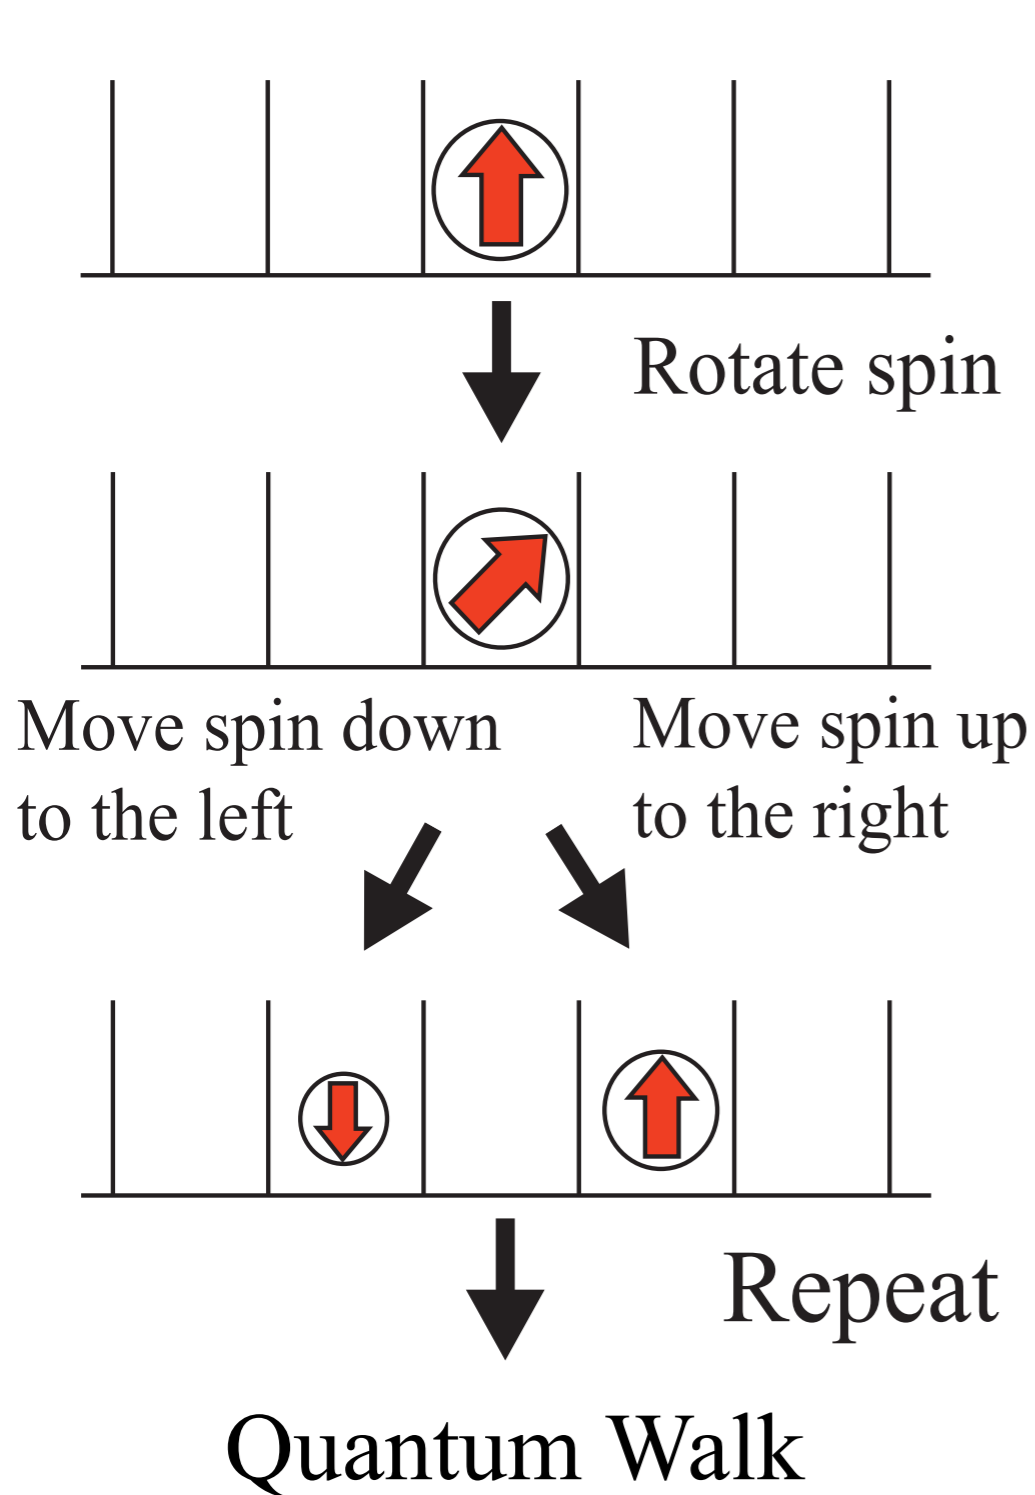 Rotate spin
Move spin down
to the left
Move spin up
to the right
Repeat
Quantum Walk